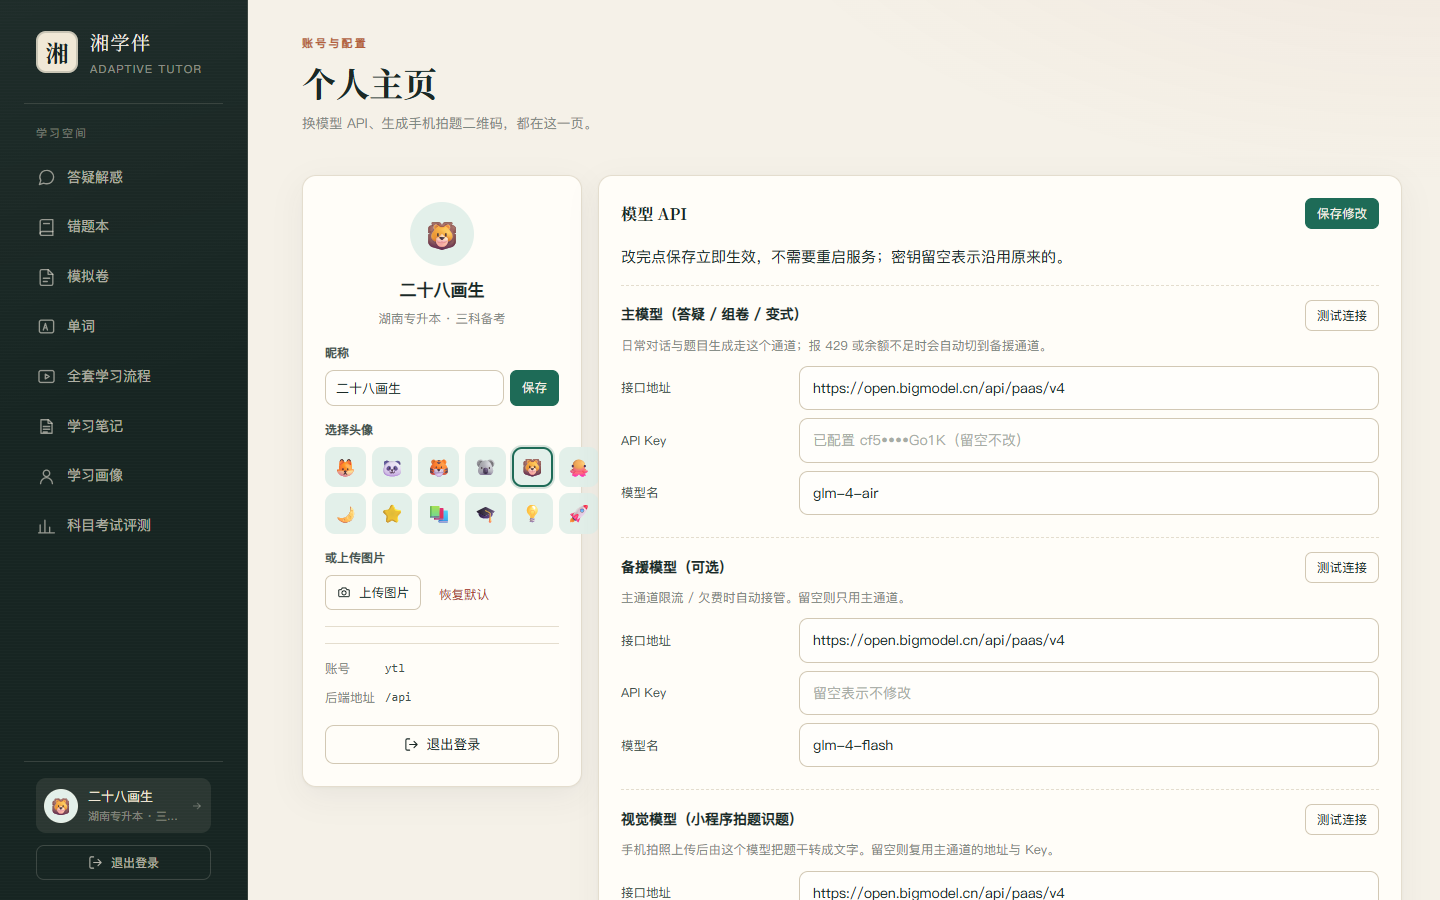 湘
湘学伴
ADAPTIVE TUTOR
学习空间
答疑解惑
错题本
模拟卷
单词
全套学习流程
学习笔记
学习画像
科目考试评测
二十八画生
湖南专升本 · 三...
退出登录
账号与配置
个人主页
换模型 API、生成手机拍题二维码，都在这一页。
二十八画生
湖南专升本 · 三科备考
昵称
二十八画生
保存
选择头像
或上传图片
上传图片
恢复默认
账号
ytl
后端地址
/api
退出登录
模型 API
保存修改
改完点保存立即生效，不需要重启服务；密钥留空表示沿用原来的。
主模型（答疑 / 组卷 / 变式）
测试连接
日常对话与题目生成走这个通道；报 429 或余额不足时会自动切到备援通道。
接口地址
https://open.bigmodel.cn/api/paas/v4
API Key
已配置 cf5••••Go1K（留空不改）
模型名
glm-4-air
备援模型（可选）
测试连接
主通道限流 / 欠费时自动接管。留空则只用主通道。
接口地址
https://open.bigmodel.cn/api/paas/v4
API Key
留空表示不修改
模型名
glm-4-flash
视觉模型（小程序拍题识题）
测试连接
手机拍照上传后由这个模型把题干转成文字。留空则复用主通道的地址与 Key。
接口地址
https://open.bigmodel.cn/api/paas/v4